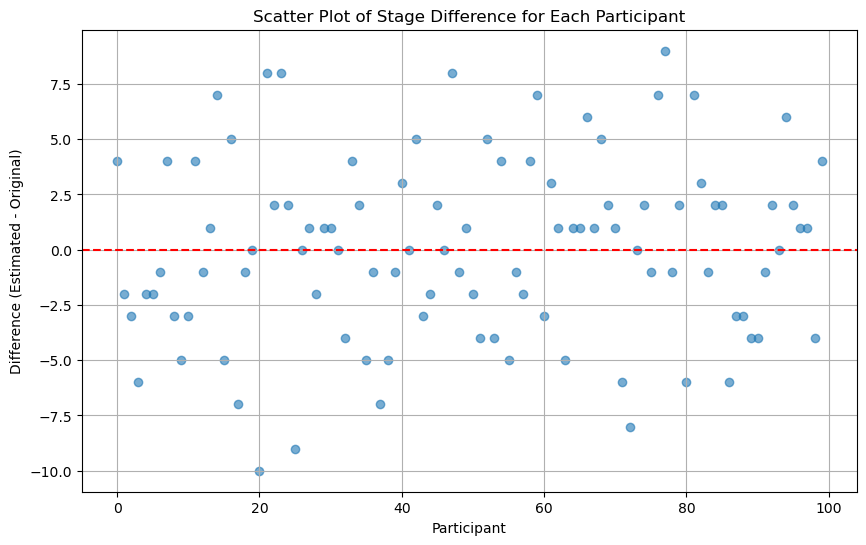 Scatter Plot of Stage Difference for Each Participant
Difference (Estimated - Original)
7.5
5.0
2.5
0.0
−2.5
−5.0
−7.5
−10.0
0 20 40 60 80 100
Participant